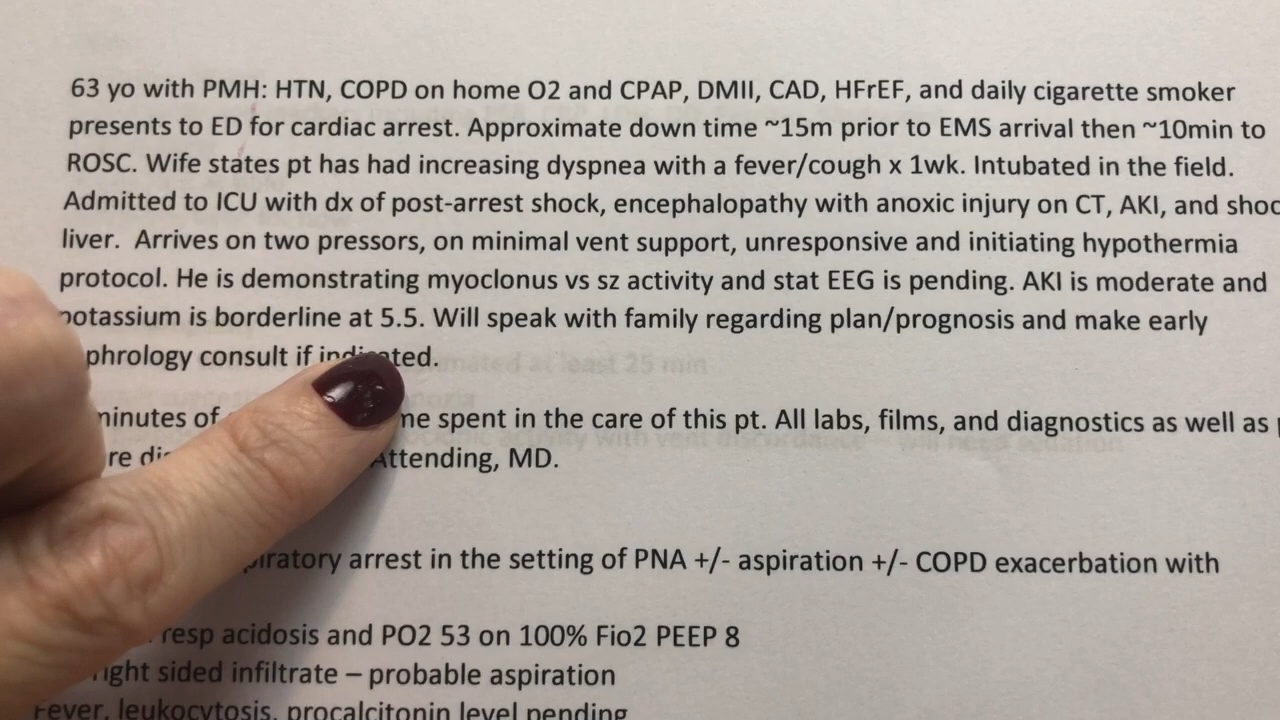 63 yo with PMH: HTN, COPD on home O2 and CPAP, DMII, CAD, HFrEF, and daily cigarette smoker
presents to ED for cardiac arrest. Approximate down time ~15m prior to EMS arrival then ~10min to
ROSC. Wife states pt has had increasing dyspnea with a fever/cough x 1wk. Intubated in the field.
Admitted to ICU with dx of post-arrest shock, encephalopathy with anoxic injury on CT, AKI, and
liver. Arrives on two pressors, on minimal vent support, unresponsive and initiating hypothermia
protocol. He is demonstrating myoclonus vs sz activity and stat EEG is pending. AKI is moderate and
potassium is borderline at 5.5. Will speak with family regarding plan/prognosis and make early
consult if indicated.
minutes of spent in the care of this pt. All labs, films, and diagnostics as well as
Attending, MD.
arrest in the setting of PNA +/- aspiration +/- COPD exacerbation with
resp acidosis and PO2 53 on 100% Fio2 PEEP 8
right sided infiltrate – probable aspiration
Fever, leukocytosis, procalcitonin level pending